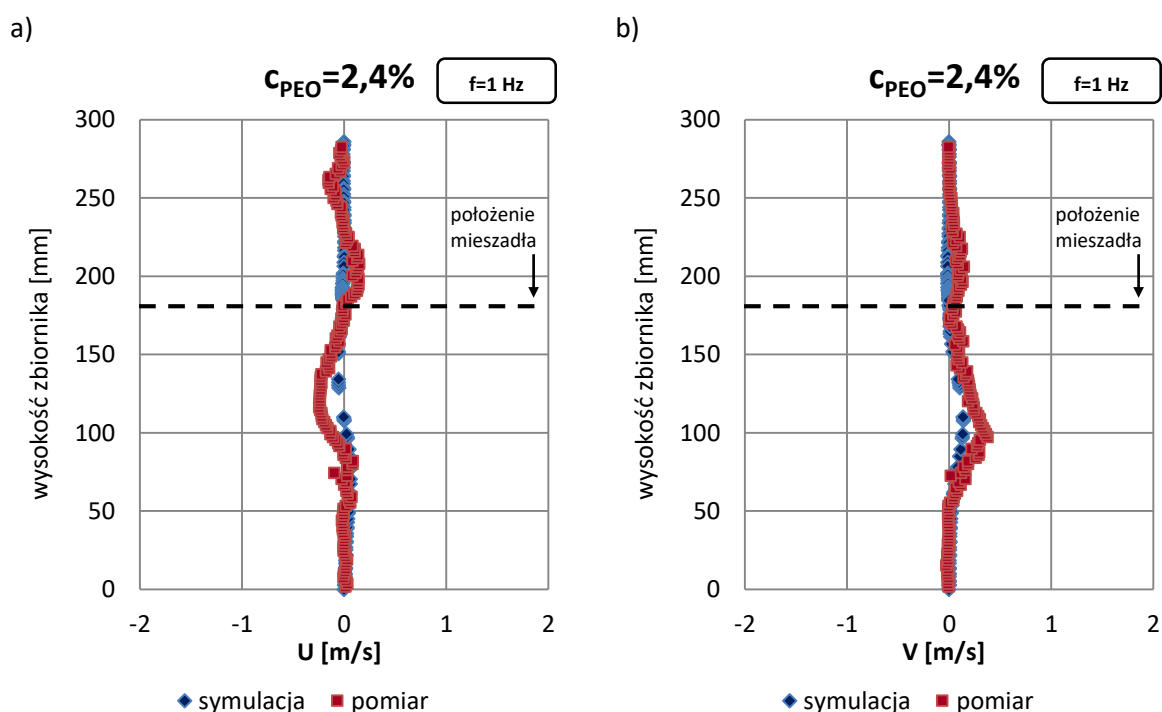 a)
c_PEO=2,4%
f=1 Hz
300
250
200
150
100
50
0
wysokość zbiornika [mm]
położenie
mieszadła
-2
-1
0
1
2
U [m/s]
symulacja
pomiar
b)
c_PEO=2,4%
f=1 Hz
300
250
200
150
100
50
0
wysokość zbiornika [mm]
położenie
mieszadła
-2
-1
0
1
2
V [m/s]
symulacja
pomiar